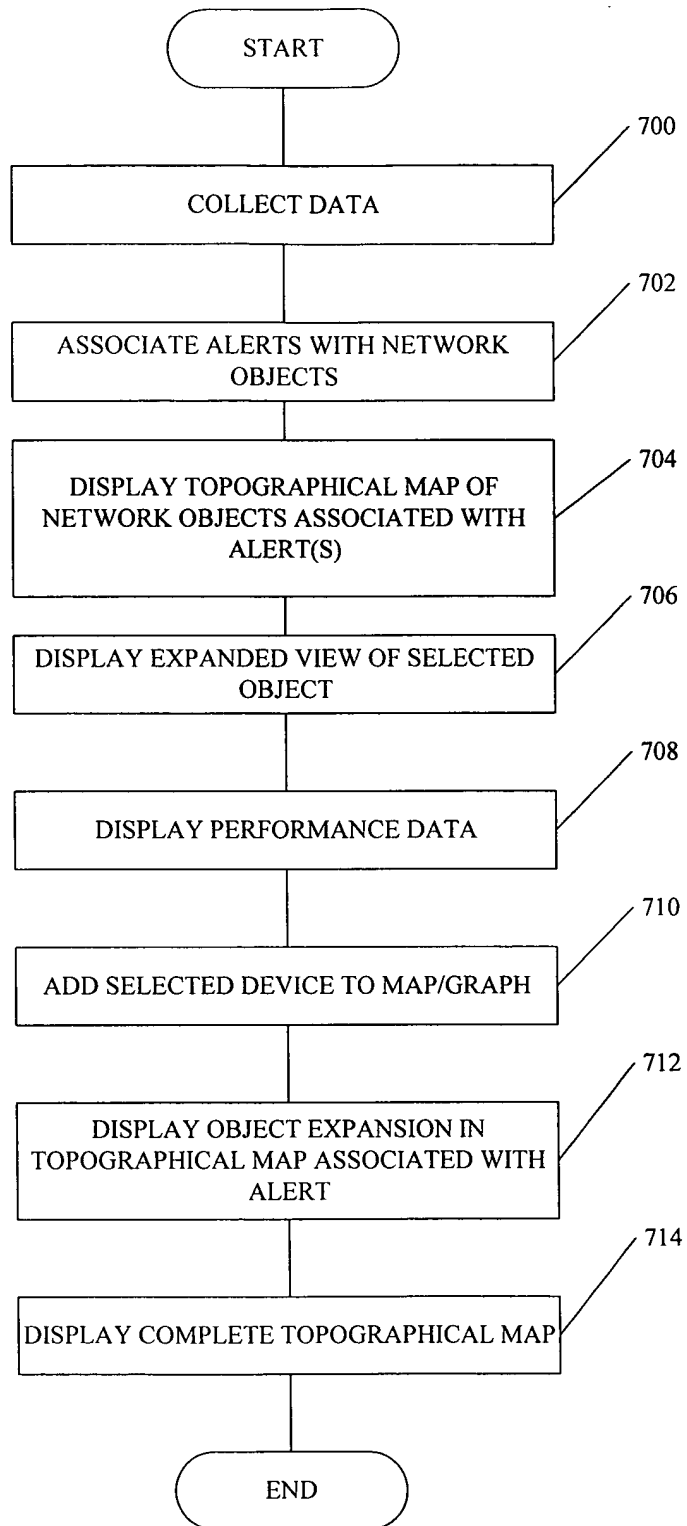 START
700
COLLECT DATA
702
ASSOCIATE ALERTS WITH NETWORK
OBJECTS
704
DISPLAY TOPOGRAPHICAL MAP OF
NETWORK OBJECTS ASSOCIATED WITH
ALERT(S)
706
DISPLAY EXPANDED VIEW OF SELECTED
OBJECT
708
DISPLAY PERFORMANCE DATA
710
ADD SELECTED DEVICE TO MAP/GRAPH
712
DISPLAY OBJECT EXPANSION IN
TOPOGRAPHICAL MAP ASSOCIATED WITH
ALERT
714
DISPLAY COMPLETE TOPOGRAPHICAL MAP
END